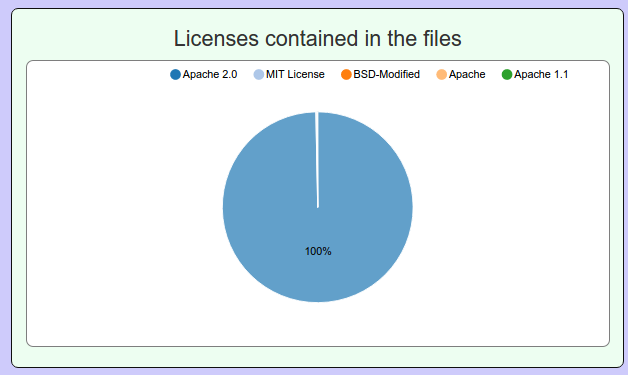 Licenses contained in the files
Apache 2.0 MIT License BSD-Modified Apache Apache 1.1
100%